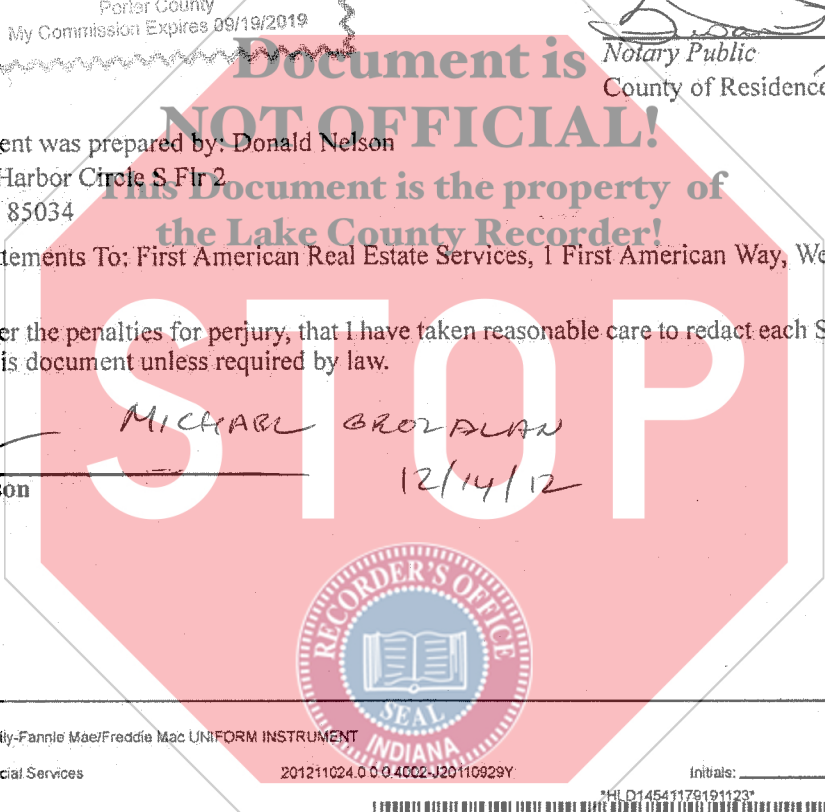 Porter County
My Commission Expires 09/19/2019
Document is
NOT OFFICIAL!
This Document is the property of
the Lake County Recorder!
Notary Public
County of Residence
ent was prepared by: Donald Nelson
Harbor Circle S Flr 2
85034
tements To: First American Real Estate Services, 1 First American Way, We
er the penalties for perjury, that I have taken reasonable care to redact each S
is document unless required by law.
STOP
MICHAEL
12/14/12
son
RECORDER'S OFFICE
SEAL
INDIANA
ily-Fannie Mae/Freddie Mac UNIFORM INSTRUMENT
cial Services
201211024.0.0.0.4002-J20110929Y
Initials:
*HLD14541179191123*